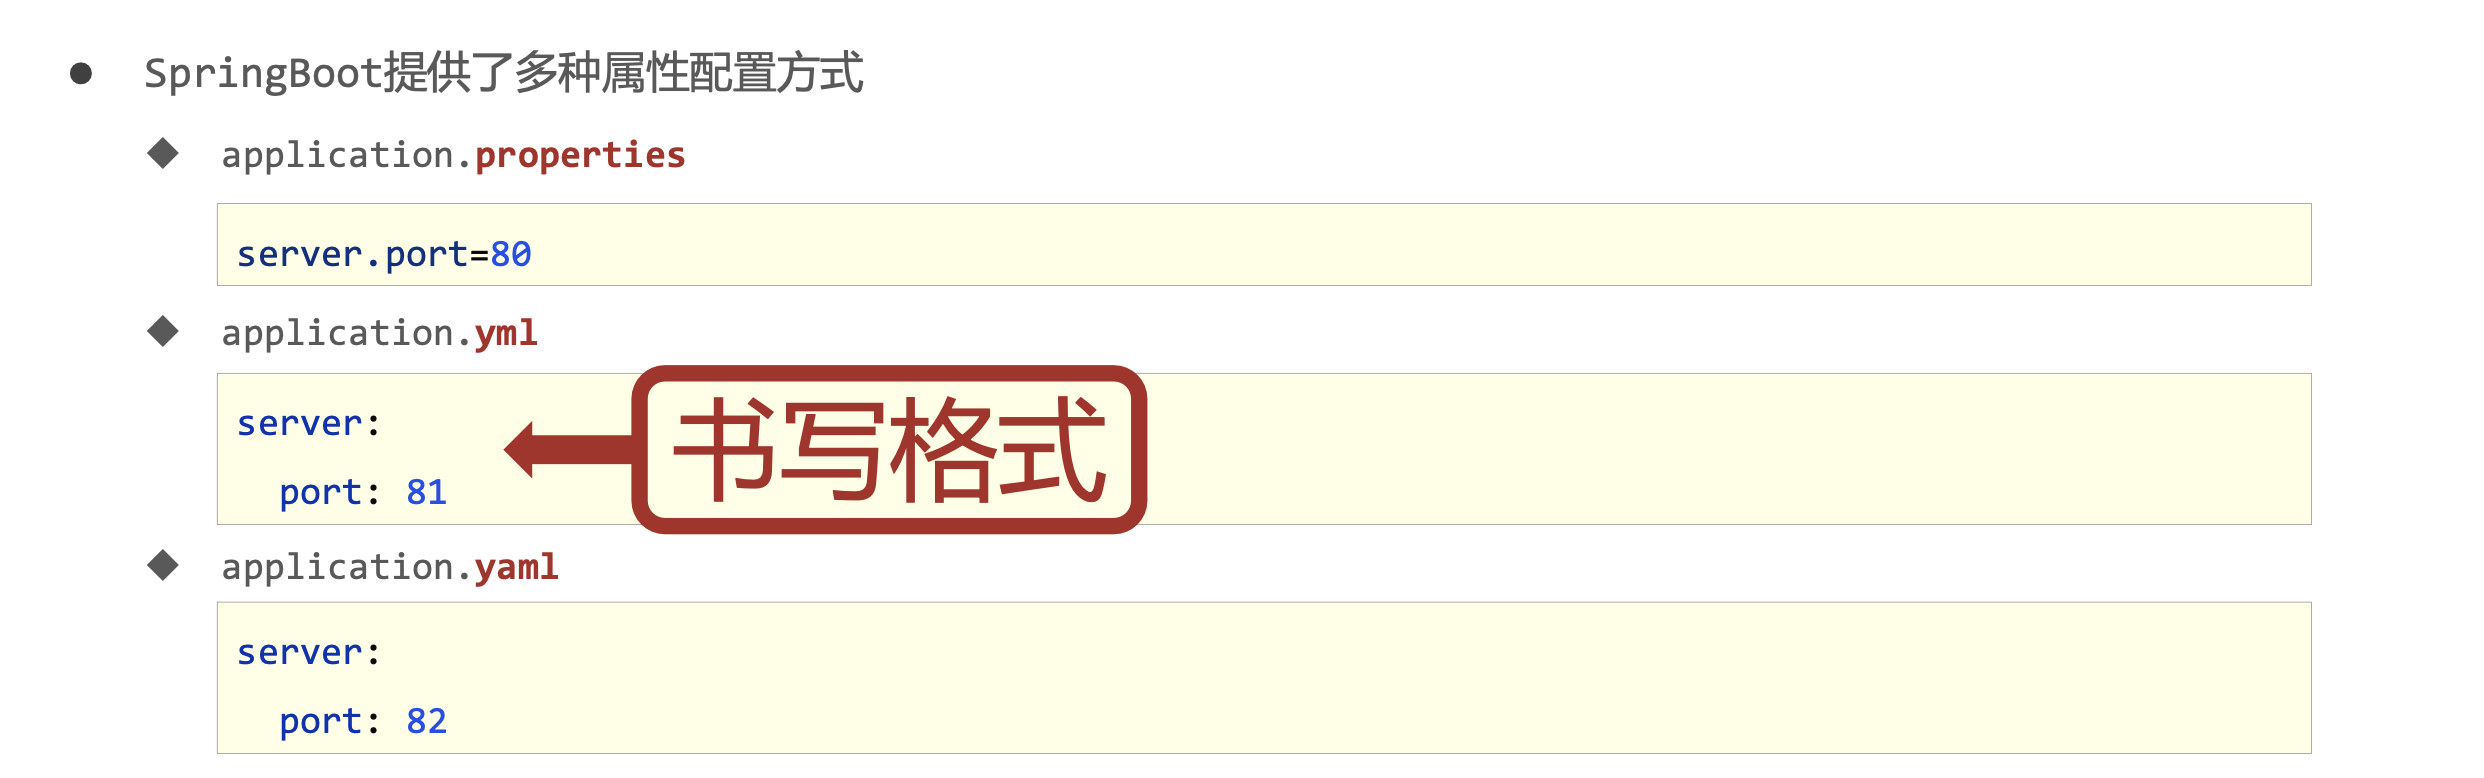 SpringBoot提供了多种属性配置方式
application.properties
server.port=80
application.yml
server:
  port: 81
书写格式
application.yaml
server:
  port: 82